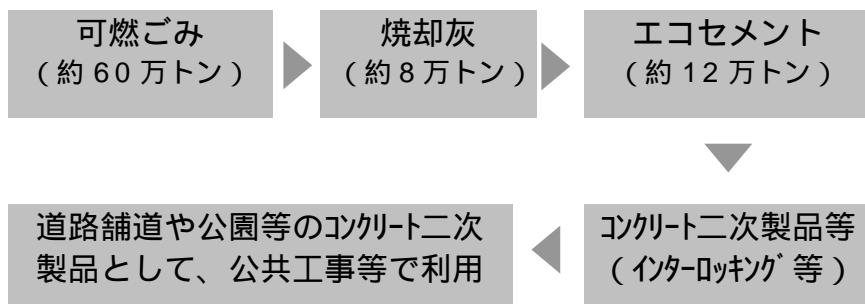 可燃ごみ
（約60万トン）
焼却灰
（約8万トン）
エコセメント
（約12万トン）
ｺﾝｸﾘｰﾄ二次製品等
（ｲﾝﾀｰﾛｯｷﾝｸﾞ等）
道路舗道や公園等のｺﾝｸﾘｰﾄ二次
製品として、公共工事等で利用